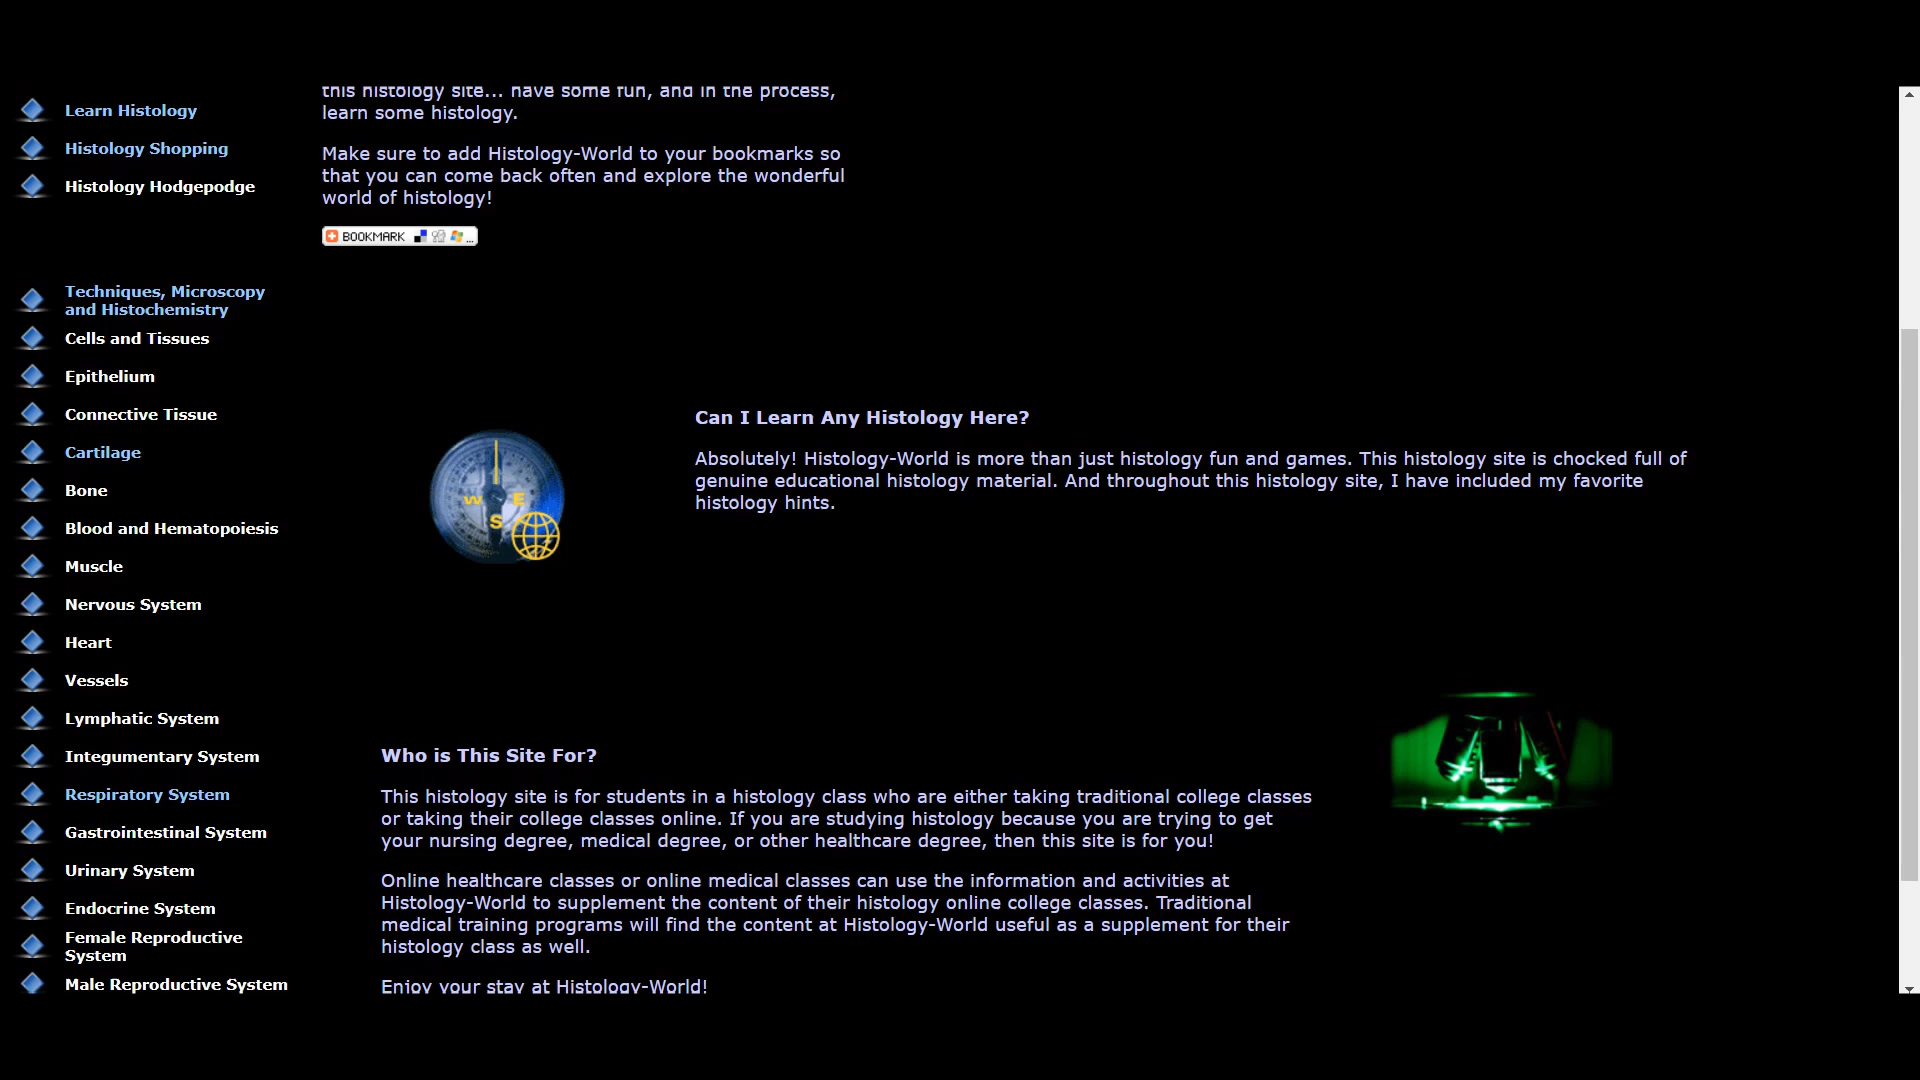 Learn Histology
Histology Shopping
Histology Hodgepodge
Techniques, Microscopy
and Histochemistry
Cells and Tissues
Epithelium
Connective Tissue
Cartilage
Bone
Blood and Hematopoiesis
Muscle
Nervous System
Heart
Vessels
Lymphatic System
Integumentary System
Respiratory System
Gastrointestinal System
Urinary System
Endocrine System
Female Reproductive
System
Male Reproductive System
this histology site... have some fun, and in the process,
learn some histology.
Make sure to add Histology-World to your bookmarks so
that you can come back often and explore the wonderful
world of histology!
BOOKMARK ...
W E
S
Can I Learn Any Histology Here?
Absolutely! Histology-World is more than just histology fun and games. This histology site is chocked full of
genuine educational histology material. And throughout this histology site, I have included my favorite
histology hints.
Who is This Site For?
This histology site is for students in a histology class who are either taking traditional college classes
or taking their college classes online. If you are studying histology because you are trying to get
your nursing degree, medical degree, or other healthcare degree, then this site is for you!
Online healthcare classes or online medical classes can use the information and activities at
Histology-World to supplement the content of their histology online college classes. Traditional
medical training programs will find the content at Histology-World useful as a supplement for their
histology class as well.
Enjoy your stay at Histology-World!